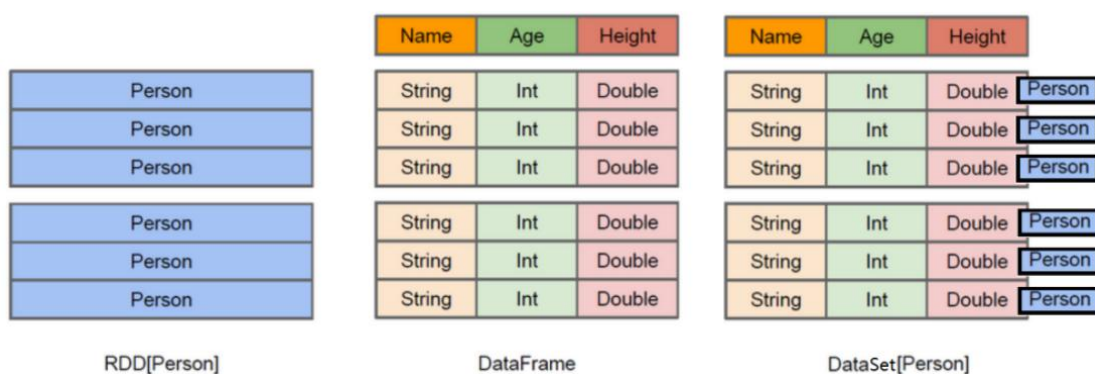 Name Age Height Name Age Height
Person String Int Double String Int Double Person
Person String Int Double String Int Double Person
Person String Int Double String Int Double Person
Person String Int Double String Int Double Person
Person String Int Double String Int Double Person
Person String Int Double String Int Double Person
RDD[Person] DataFrame DataSet[Person]